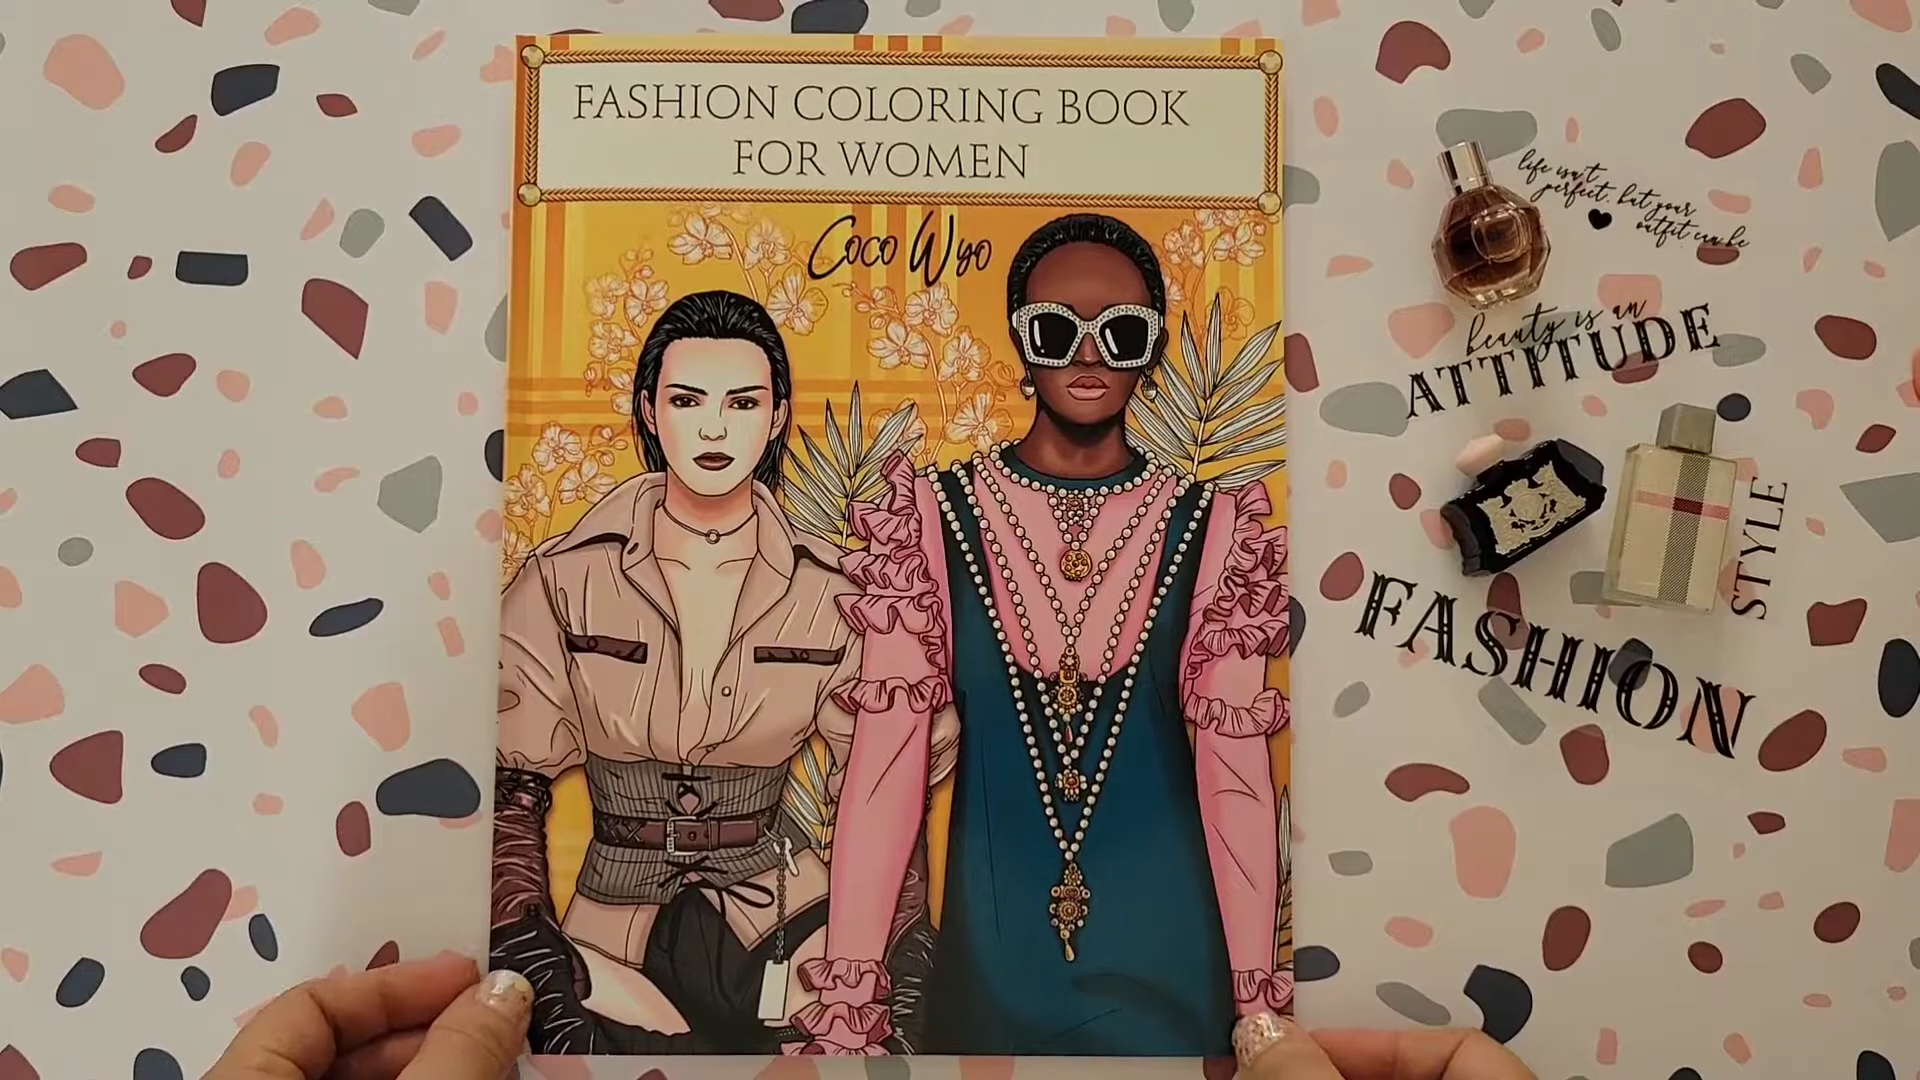 FASHION COLORING BOOK
FOR WOMEN
Coco Wyo
life isn't
perfect, but your
outfit can be
beauty is an
ATTITUDE
STYLE
FASHION